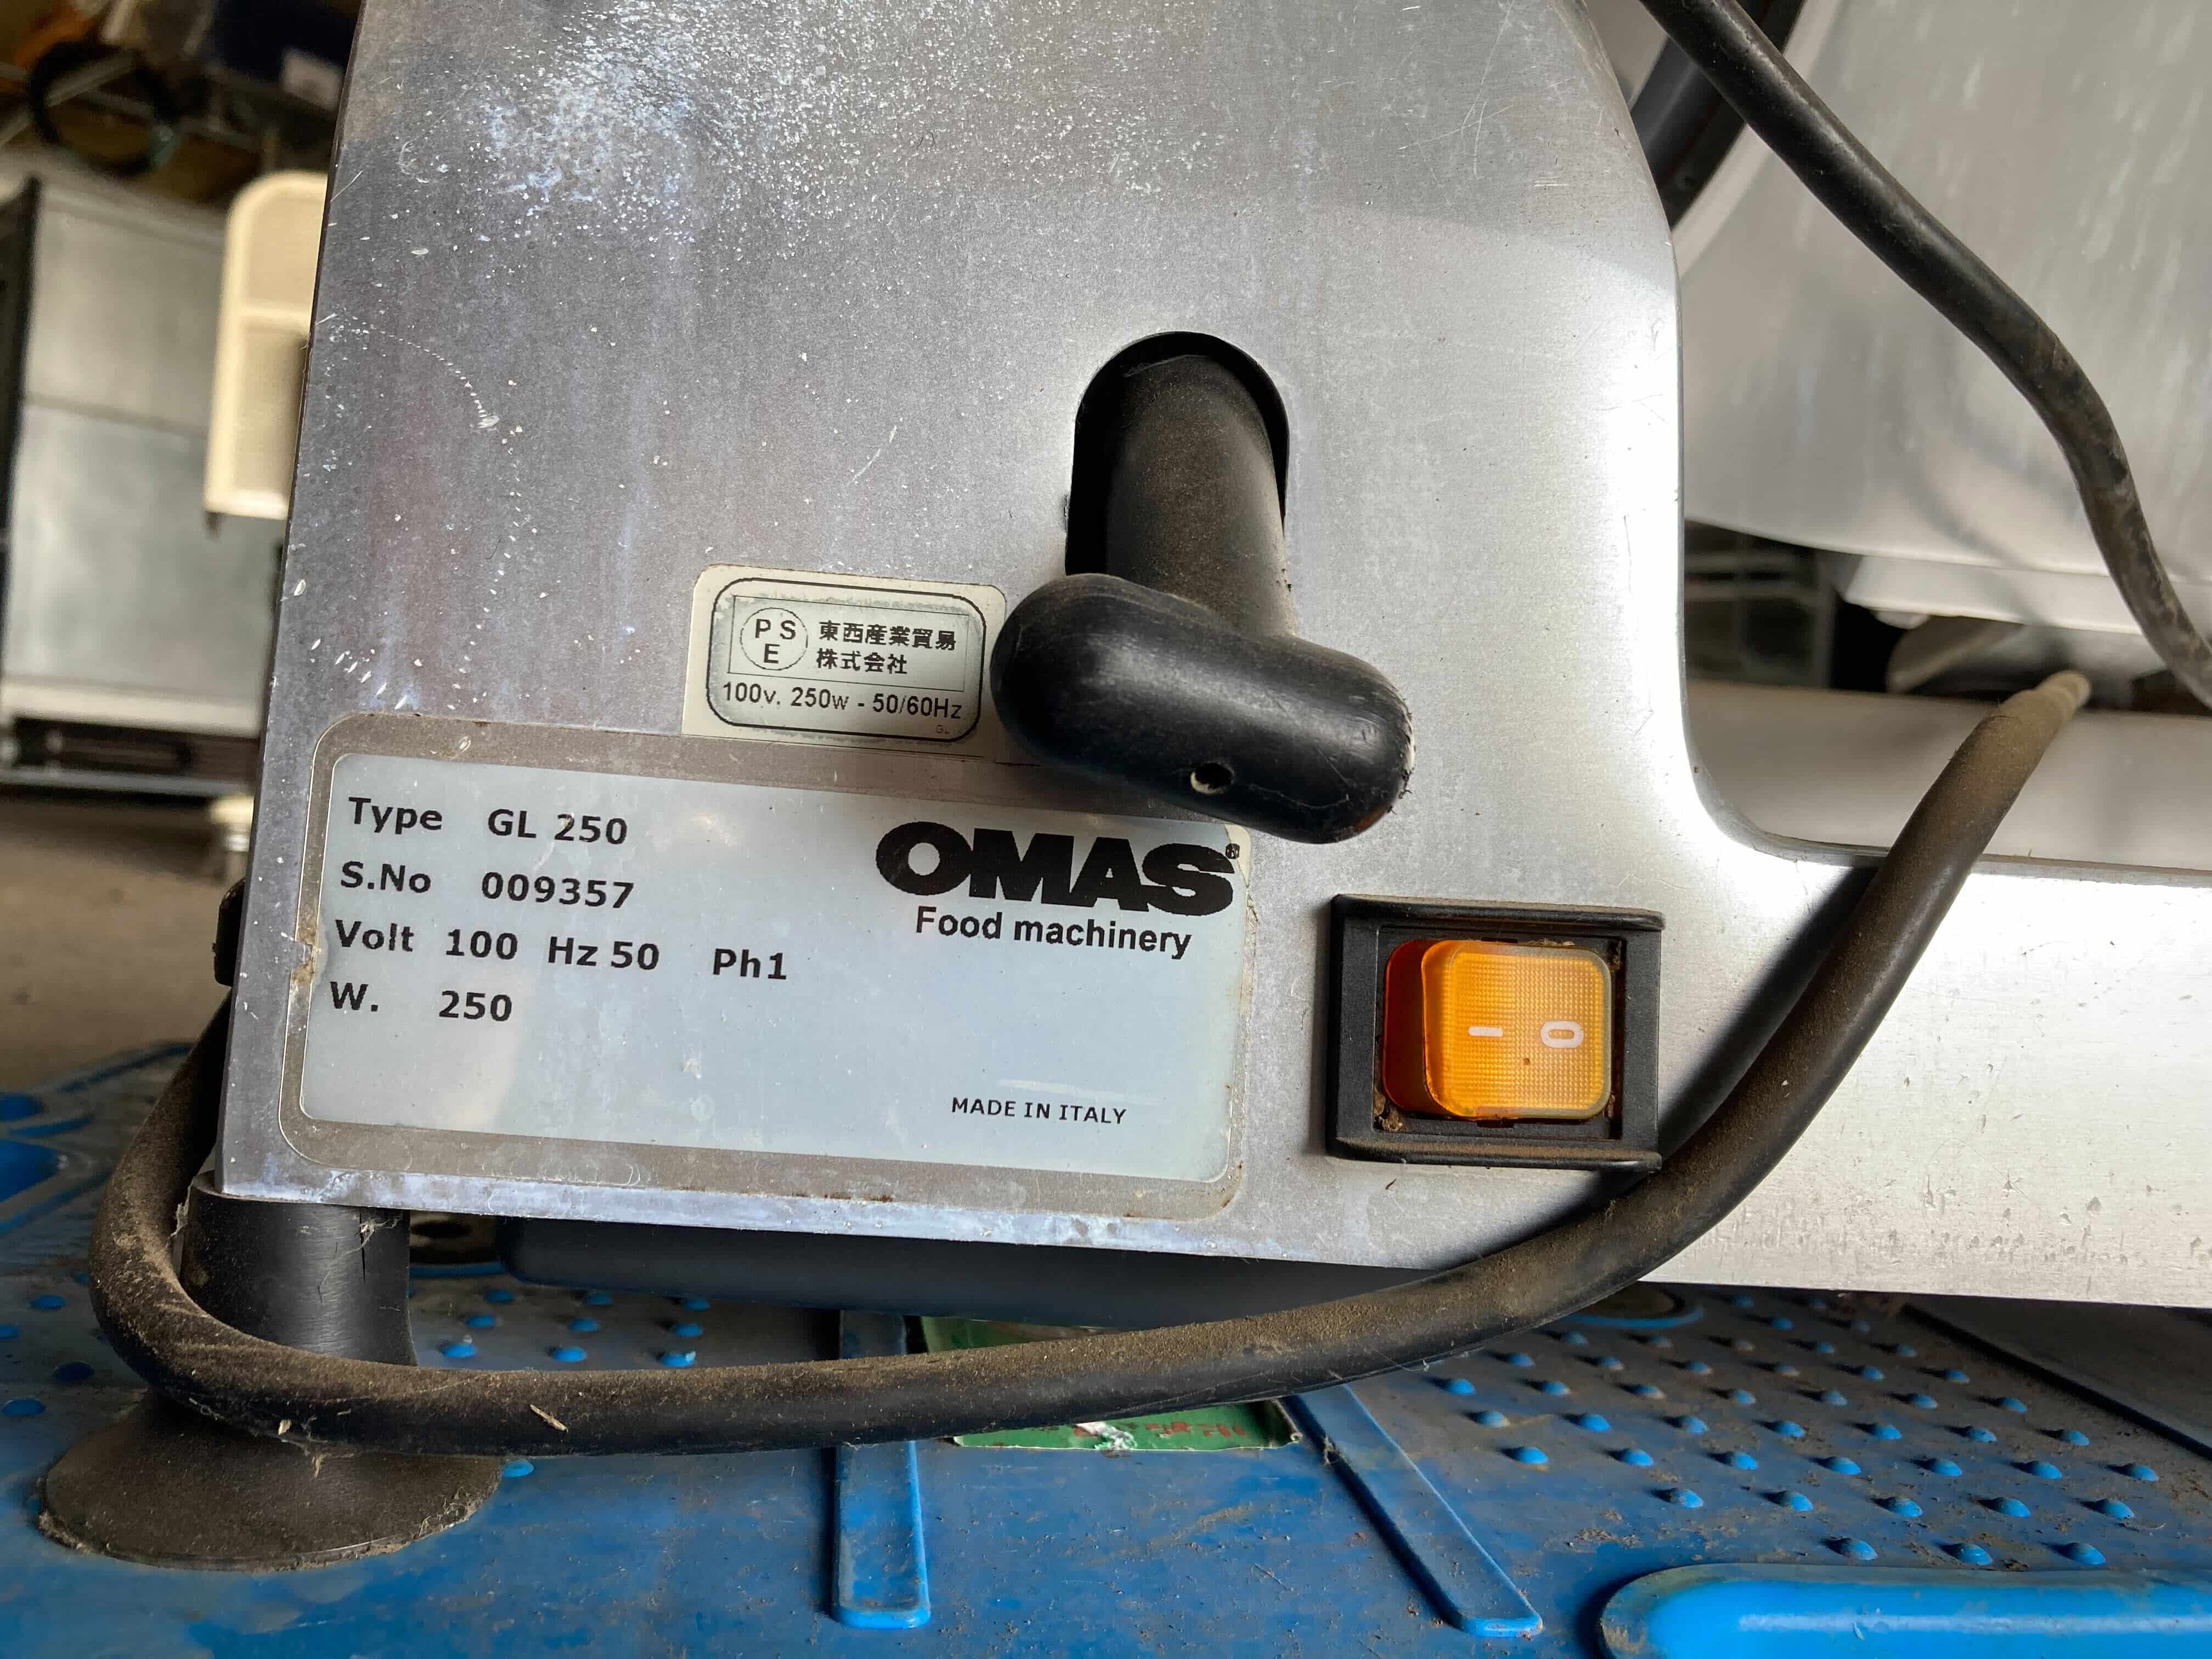 PS
E
東西産業貿易
株式会社
100v. 250w - 50/60Hz
GL
Type GL 250
S.No 009357
Volt 100 Hz 50 Ph1
W. 250
OMAS®
Food machinery
MADE IN ITALY
I O